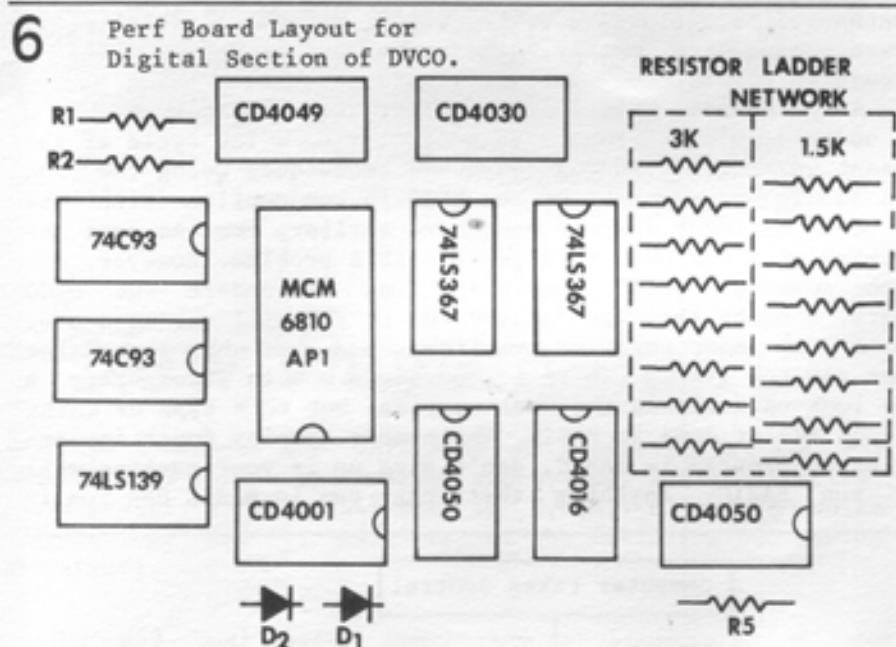 6
Perf Board Layout for
Digital Section of DVCO.
RESISTOR LADDER
NETWORK
R1
R2
CD4049
CD4030
3K
1.5K
74C93
MCM
6810
AP1
74LS367
74LS367
74C93
74LS139
CD4001
CD4050
CD4016
CD4050
D2
D1
R5